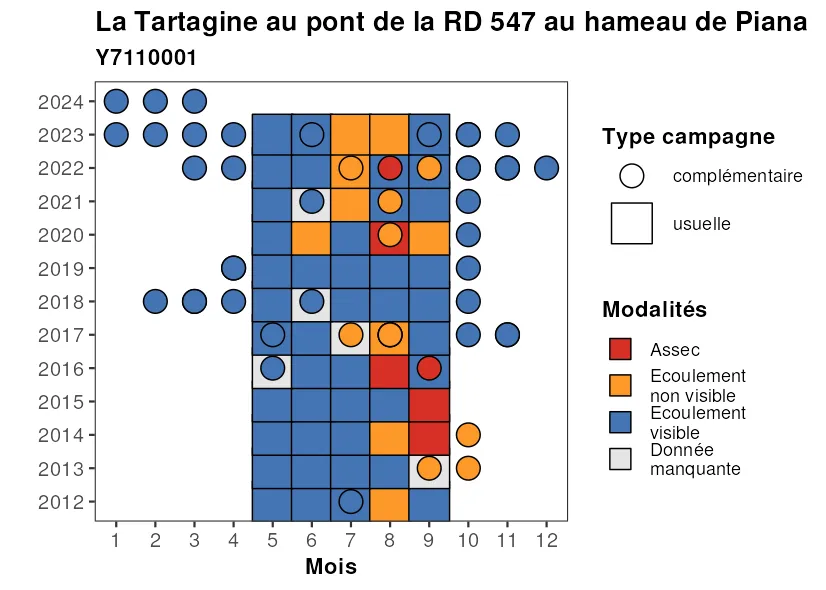 La Tartagine au pont de la RD 547 au hameau de Piana
Y7110001
2024
2023
2022
2021
2020
2019
2018
2017
2016
2015
2014
2013
2012
1 2 3 4 5 6 7 8 9 10 11 12
Mois
Type campagne
complémentaire
usuelle
Modalités
Assec
Ecoulement
non visible
Ecoulement
visible
Donnée
manquante